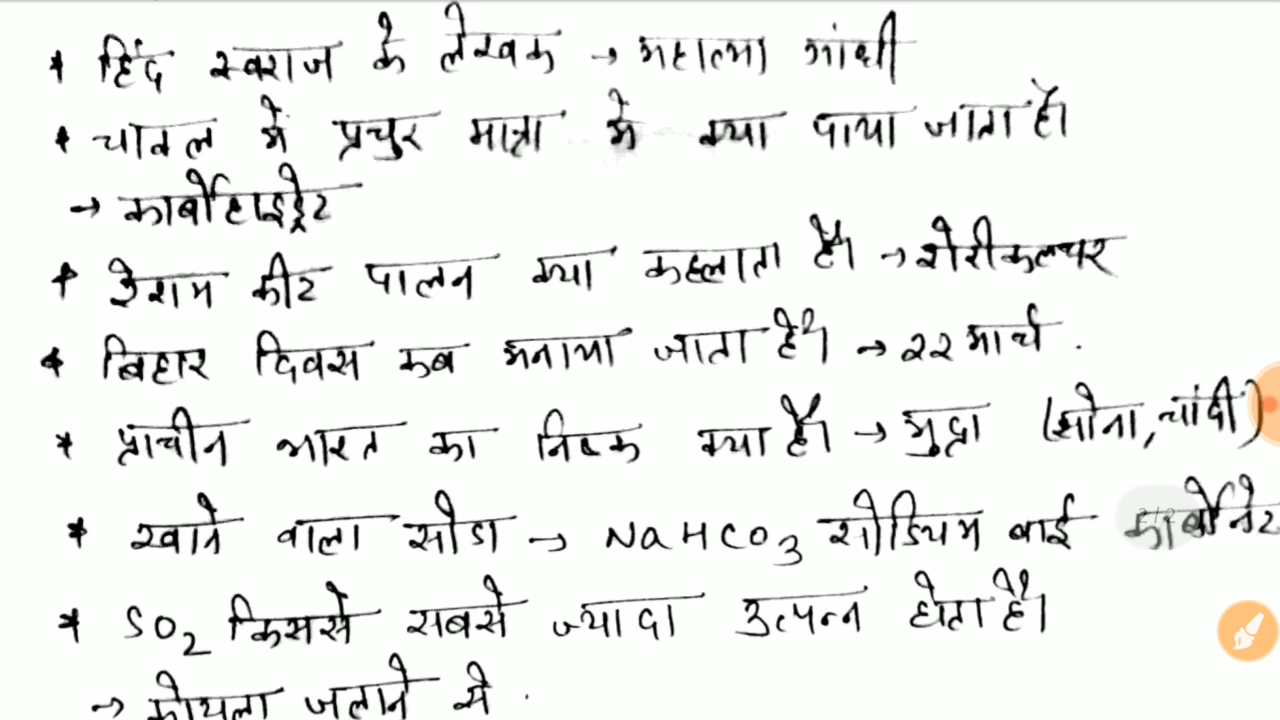 * हिंद स्वराज के लेखक → महात्मा गांधी
* चावल में प्रचुर मात्रा में क्या पाया जाता है।
→ कार्बोहाइड्रेट
* रेशम कीट पालन क्या कहलाता है। → शेरीकल्चर
* बिहार दिवस कब मनाया जाता है? → २२ मार्च .
* प्राचीन भारत का निष्क क्या है। → मुद्रा (सोना, चांदी)
* खाने वाला सोडा → NaHCO3 सोडियम बाई कार्बोनेट
* SO2 किससे सबसे ज्यादा उत्पन्न होता है।
→ कोयला जलाने से .